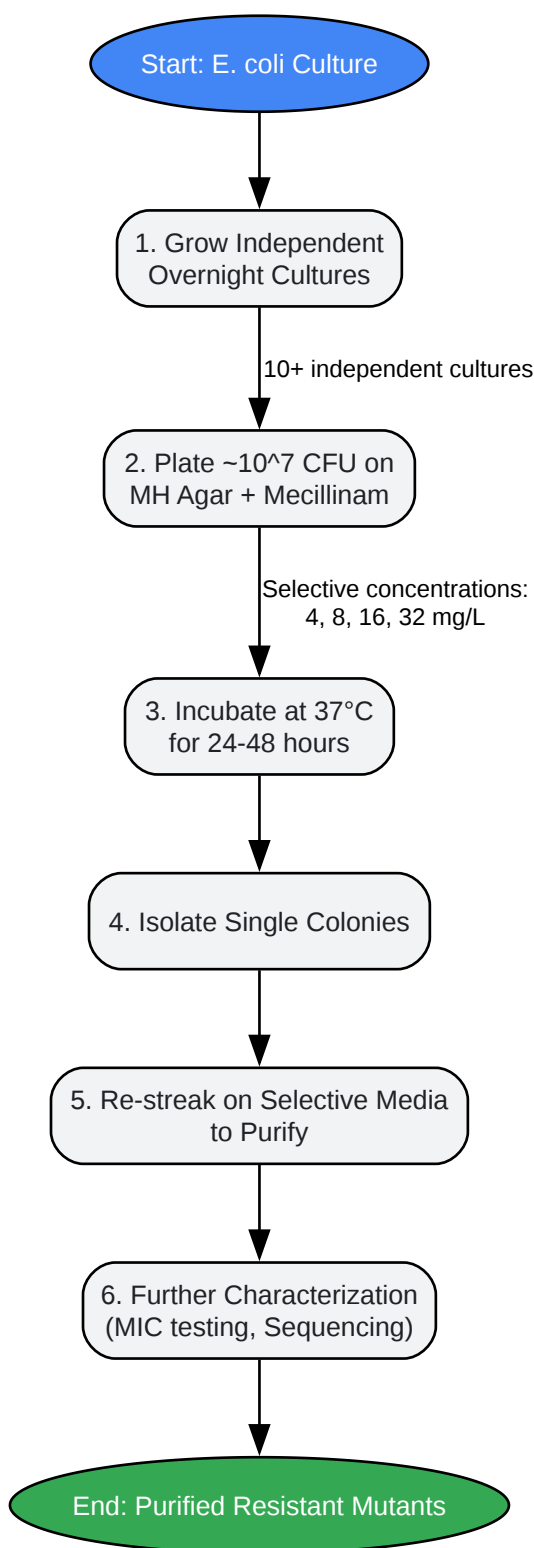 Start: E. coli Culture
1. Grow Independent
Overnight Cultures
10+ independent cultures
2. Plate ~10^7 CFU on
MH Agar + Mecillinam
Selective concentrations:
4, 8, 16, 32 mg/L
3. Incubate at 37°C
for 24-48 hours
4. Isolate Single Colonies
5. Re-streak on Selective Media
to Purify
6. Further Characterization
(MIC testing, Sequencing)
End: Purified Resistant Mutants